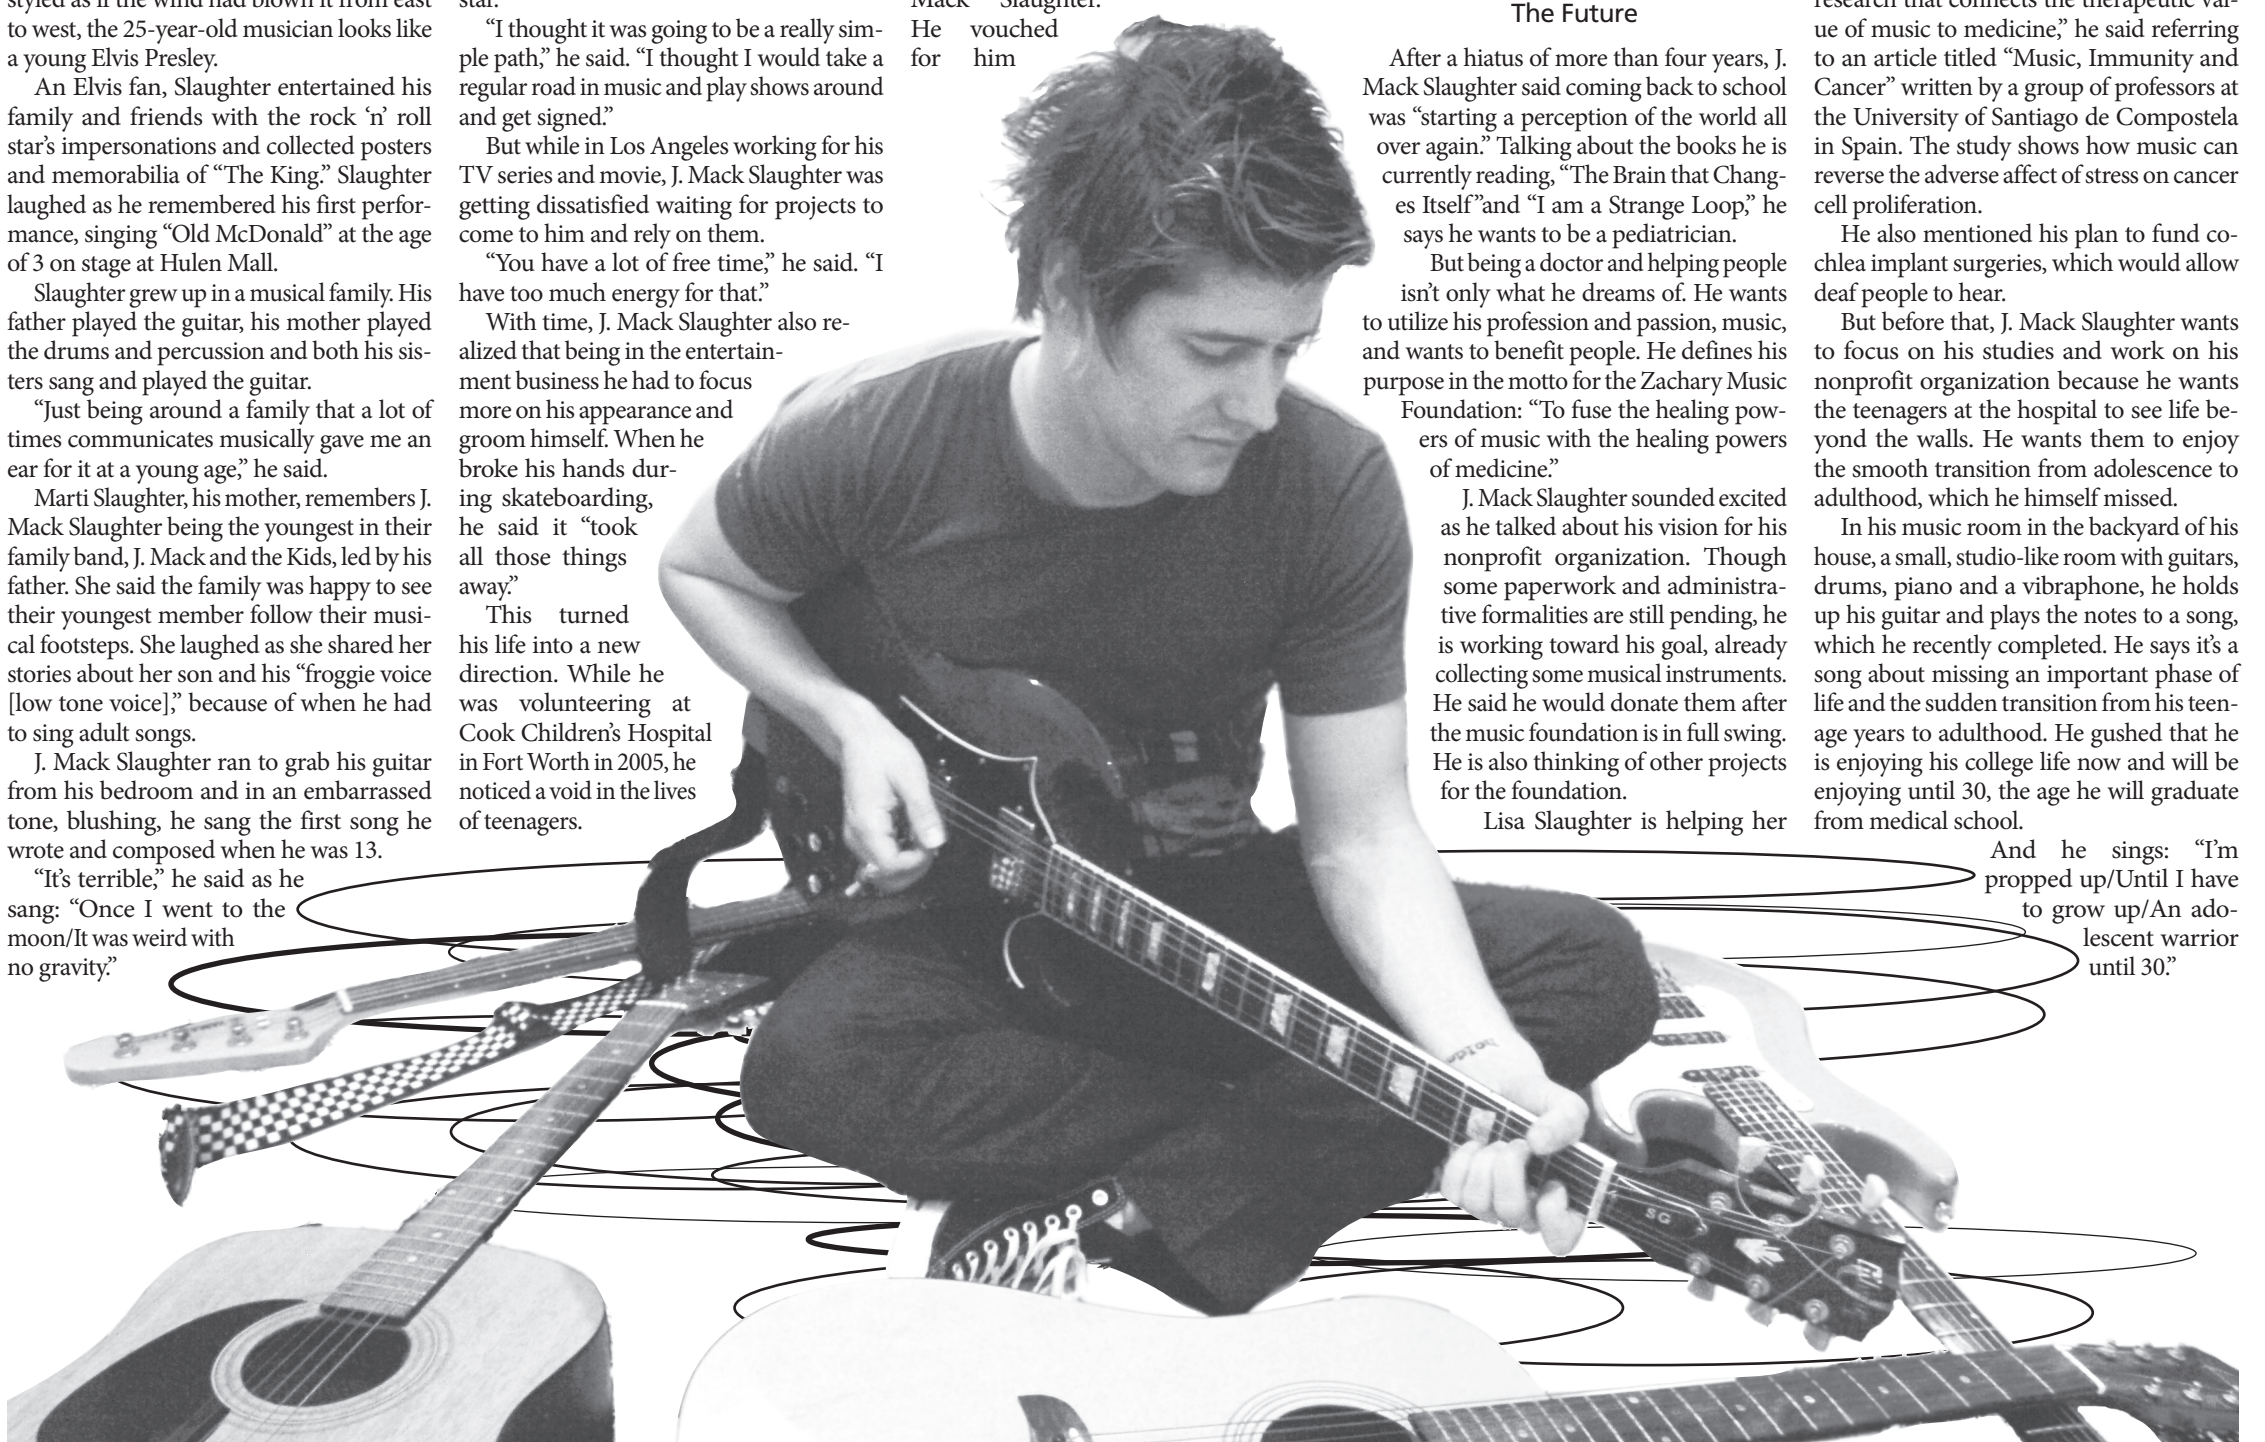 styled as if the wind had blown it from east
to west, the 25-year-old musician looks like
a young Elvis Presley.
An Elvis fan, Slaughter entertained his
family and friends with the rock ‘n’ roll
star’s impersonations and collected posters
and memorabilia of “The King.” Slaughter
laughed as he remembered his first perfor-
mance, singing “Old McDonald” at the age
of 3 on stage at Hulen Mall.
Slaughter grew up in a musical family. His
father played the guitar, his mother played
the drums and percussion and both his sis-
ters sang and played the guitar.
“Just being around a family that a lot of
times communicates musically gave me an
ear for it at a young age,” he said.
Marti Slaughter, his mother, remembers J.
Mack Slaughter being the youngest in their
family band, J. Mack and the Kids, led by his
father. She said the family was happy to see
their youngest member follow their musi-
cal footsteps. She laughed as she shared her
stories about her son and his “froggie voice
[low tone voice],” because of when he had
to sing adult songs.
J. Mack Slaughter ran to grab his guitar
from his bedroom and in an embarrassed
tone, blushing, he sang the first song he
wrote and composed when he was 13.
“It’s terrible,” he said as he
sang: “Once I went to the
moon/It was weird with
no gravity.”
star.
“I thought it was going to be a really sim-
ple path,” he said. “I thought I would take a
regular road in music and play shows around
and get signed.”
But while in Los Angeles working for his
TV series and movie, J. Mack Slaughter was
getting dissatisfied waiting for projects to
come to him and rely on them.
“You have a lot of free time,” he said. “I
have too much energy for that.”
With time, J. Mack Slaughter also re-
alized that being in the entertain-
ment business he had to focus
more on his appearance and
groom himself. When he
broke his hands dur-
ing skateboarding,
he said it “took
all those things
away.”
This turned
his life into a new
direction. While he
was volunteering at
Cook Children’s Hospital
in Fort Worth in 2005, he
noticed a void in the lives
of teenagers.
Mack Slaughter.
He vouched
for him
The Future
After a hiatus of more than four years, J.
Mack Slaughter said coming back to school
was “starting a perception of the world all
over again.” Talking about the books he is
currently reading, “The Brain that Chang-
es Itself”and “I am a Strange Loop,” he
says he wants to be a pediatrician.
But being a doctor and helping people
isn’t only what he dreams of. He wants
to utilize his profession and passion, music,
and wants to benefit people. He defines his
purpose in the motto for the Zachary Music
Foundation: “To fuse the healing pow-
ers of music with the healing powers
of medicine.”
J. Mack Slaughter sounded excited
as he talked about his vision for his
nonprofit organization. Though
some paperwork and administra-
tive formalities are still pending, he
is working toward his goal, already
collecting some musical instruments.
He said he would donate them after
the music foundation is in full swing.
He is also thinking of other projects
for the foundation.
Lisa Slaughter is helping her
research that connects the therapeutic val-
ue of music to medicine,” he said referring
to an article titled “Music, Immunity and
Cancer” written by a group of professors at
the University of Santiago de Compostela
in Spain. The study shows how music can
reverse the adverse affect of stress on cancer
cell proliferation.
He also mentioned his plan to fund co-
chlea implant surgeries, which would allow
deaf people to hear.
But before that, J. Mack Slaughter wants
to focus on his studies and work on his
nonprofit organization because he wants
the teenagers at the hospital to see life be-
yond the walls. He wants them to enjoy
the smooth transition from adolescence to
adulthood, which he himself missed.
In his music room in the backyard of his
house, a small, studio-like room with guitars,
drums, piano and a vibraphone, he holds
up his guitar and plays the notes to a song,
which he recently completed. He says it’s a
song about missing an important phase of
life and the sudden transition from his teen-
age years to adulthood. He gushed that he
is enjoying his college life now and will be
enjoying until 30, the age he will graduate
from medical school.
And he sings: “I’m
propped up/Until I have
to grow up/An ado-
lescent warrior
until 30.”
SG